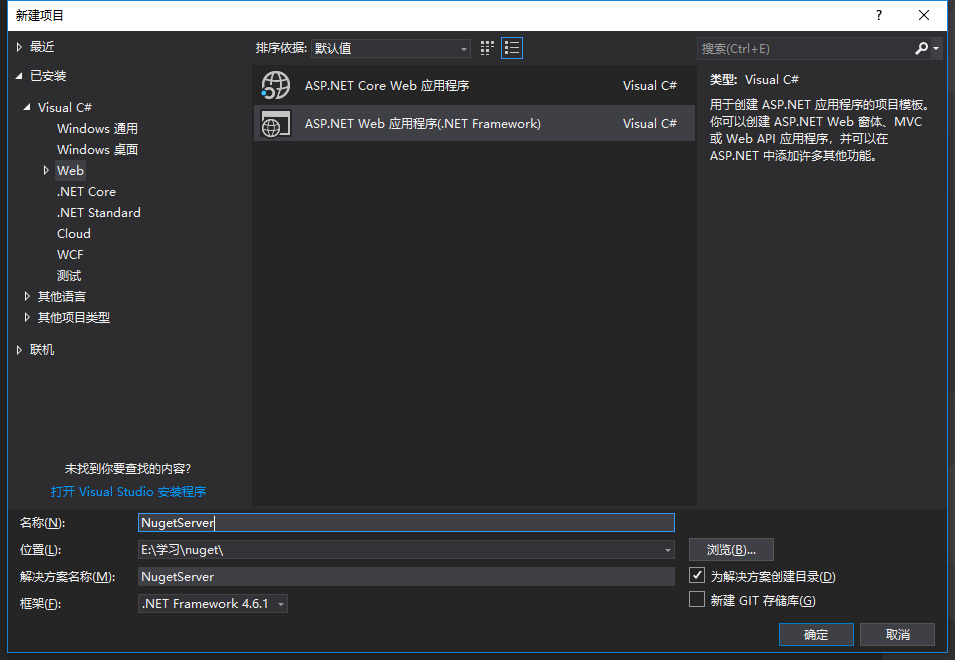 新建项目
?
最近
已安装
Visual C#
Windows 通用
Windows 桌面
Web
.NET Core
.NET Standard
Cloud
WCF
测试
其他语言
其他项目类型
联机
未找到你要查找的内容?
打开 Visual Studio 安装程序
排序依据: 默认值
ASP.NET Core Web 应用程序 Visual C#
ASP.NET Web 应用程序(.NET Framework) Visual C#
搜索(Ctrl+E)
类型: Visual C#
用于创建 ASP.NET 应用程序的项目模板。
你可以创建 ASP.NET Web 窗体、MVC
或 Web API 应用程序，并可以在
ASP.NET 中添加许多其他功能。
名称(N): NugetServer
位置(L): E:\学习\nuget\ 浏览(B)...
解决方案名称(M): NugetServer 为解决方案创建目录(D)
框架(F): .NET Framework 4.6.1 新建 GIT 存储库(G)
确定 取消